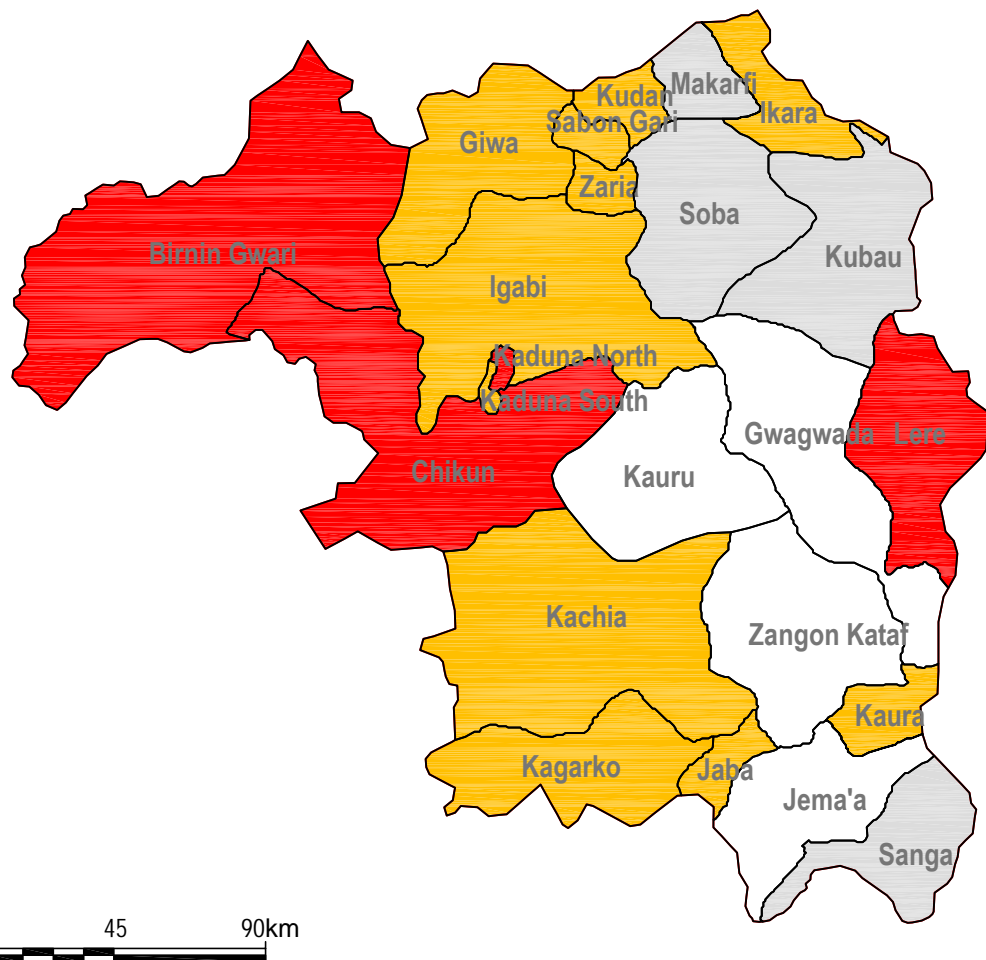 Makarfi
Kudan
Ikara
Sabon Gari
Giwa
Zaria
Soba
Birnin Gwari
Kubau
Igabi
Kaduna North
Kaduna South
Gwagwada
Lere
Chikun
Kauru
Kachia
Zangon Kataf
Kaura
Kagarko
Jaba
Jema'a
Sanga
45 90km